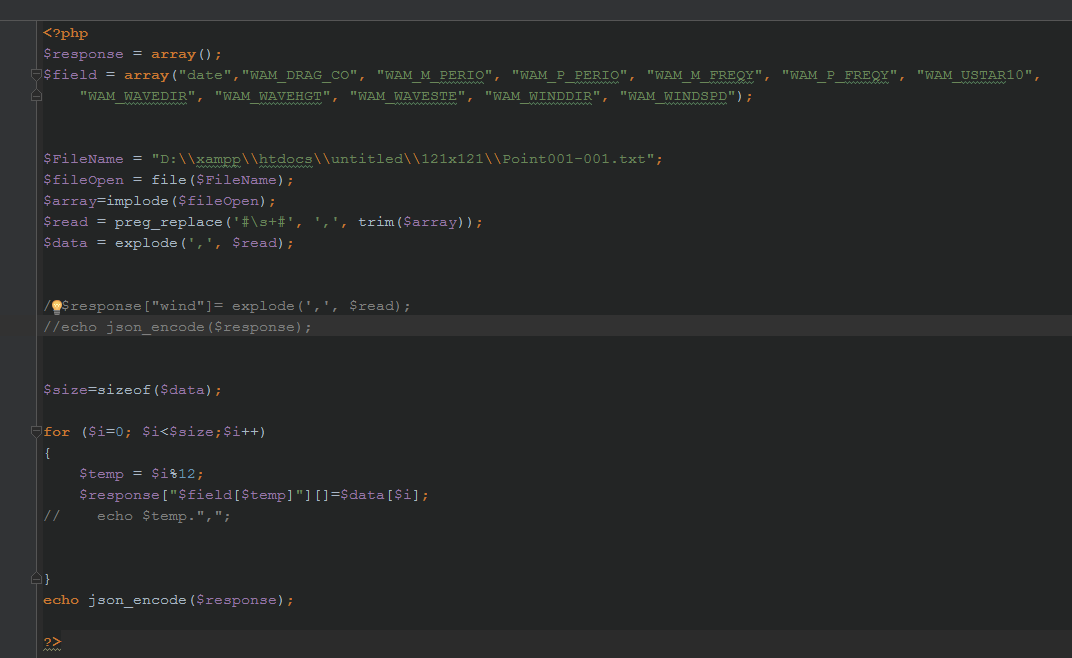 <?php
$response = array();
$field = array("date","WAM_DRAG_CO", "WAM_M_PERIO", "WAM_P_PERIO", "WAM_M_FREQY", "WAM_P_FREQY", "WAM_USTAR10",
"WAM_WAVEDIR", "WAM_WAVEHGT", "WAM_WAVESTE", "WAM_WINDDIR", "WAM_WINDSPD");
$FileName = "D:\\xampp\\htdocs\\untitled\\121x121\\Point001-001.txt";
$fileOpen = file($FileName);
$array=implode($fileOpen);
$read = preg_replace('#\s+#', ',', trim($array));
$data = explode(',', $read);
/$response["wind"]= explode(',', $read);
//echo json_encode($response);
$size=sizeof($data);
for ($i=0; $i<$size;$i++)
{
$temp = $i%12;
$response["$field[$temp]"][]=$data[$i];
// echo $temp.",";
}
echo json_encode($response);
?>